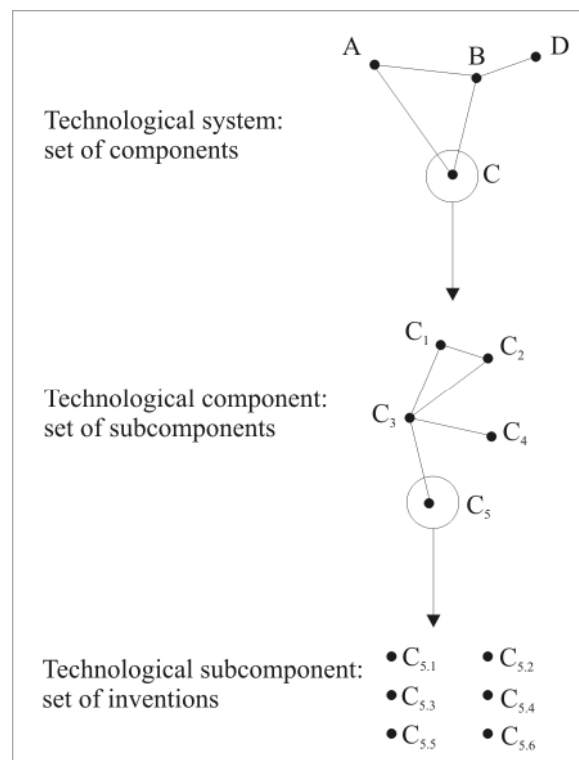 A
B
D
Technological system:
set of components
C
C₁
C₂
Technological component:
set of subcomponents
C₃
C₄
C₅
Technological subcomponent:
set of inventions
C₅.₁ C₅.₂
C₅.₃ C₅.₄
C₅.₅ C₅.₆